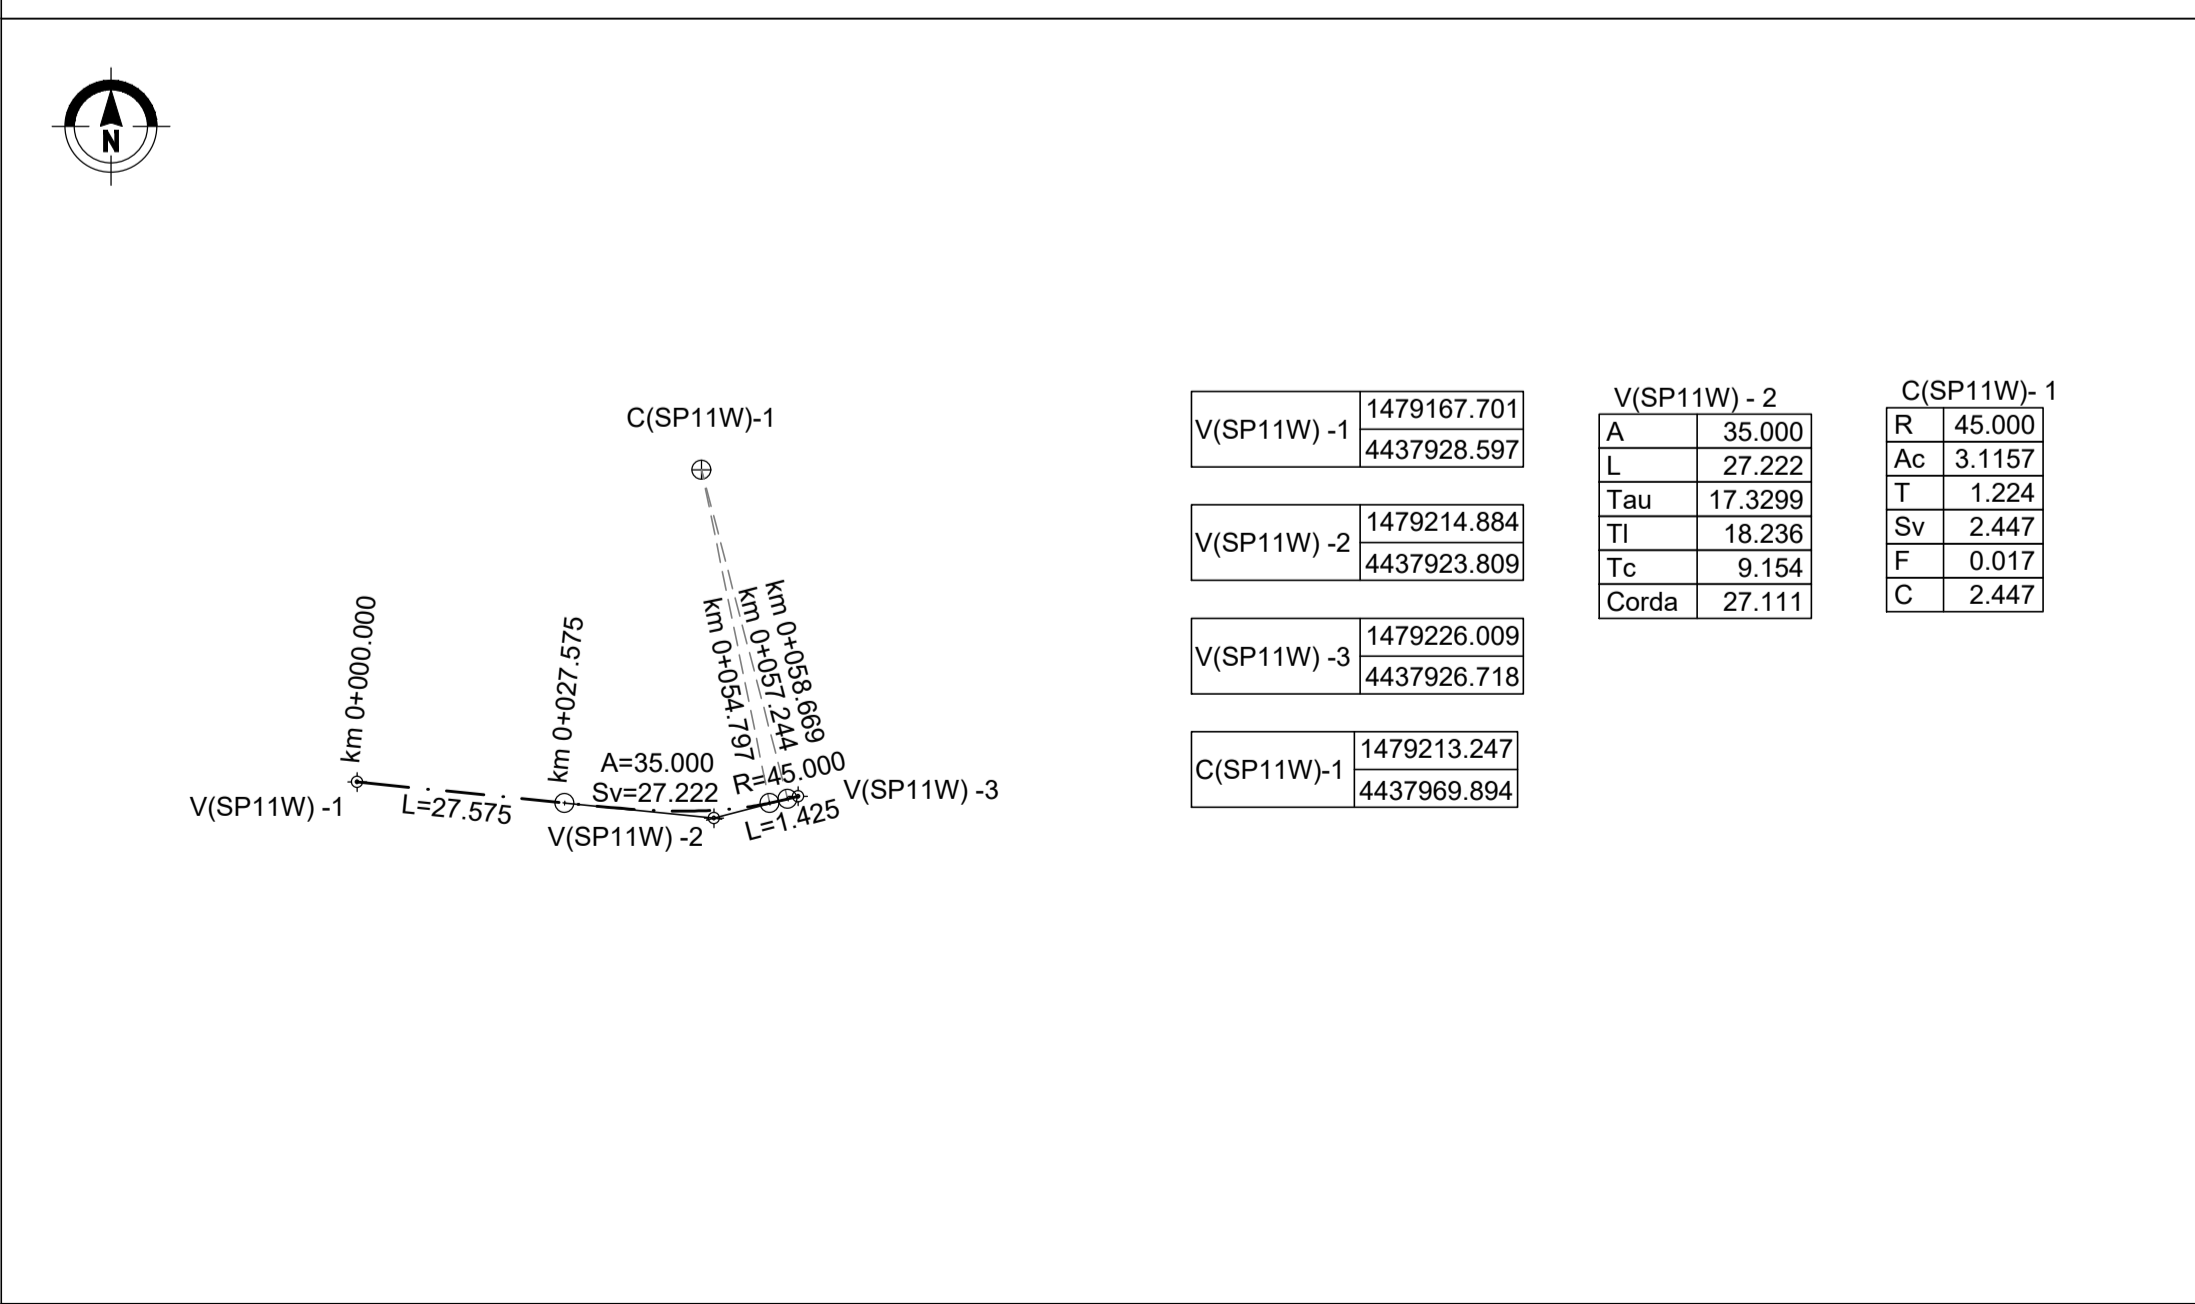 N
C(SP11W)-1
km 0+000.000
km 0+027.575
km 0+054.797
km 0+057.244
km 0+058.669
A=35.000
Sv=27.222
R=45.000
V(SP11W) -1
L=27.575
V(SP11W) -2
L=1.425
V(SP11W) -3
V(SP11W) -1
1479167.701
4437928.597
V(SP11W) -2
1479214.884
4437923.809
V(SP11W) -3
1479226.009
4437926.718
C(SP11W)-1
1479213.247
4437969.894
V(SP11W) - 2
A 35.000
L 27.222
Tau 17.3299
Tl 18.236
Tc 9.154
Corda 27.111
C(SP11W)- 1
R 45.000
Ac 3.1157
T 1.224
Sv 2.447
F 0.017
C 2.447